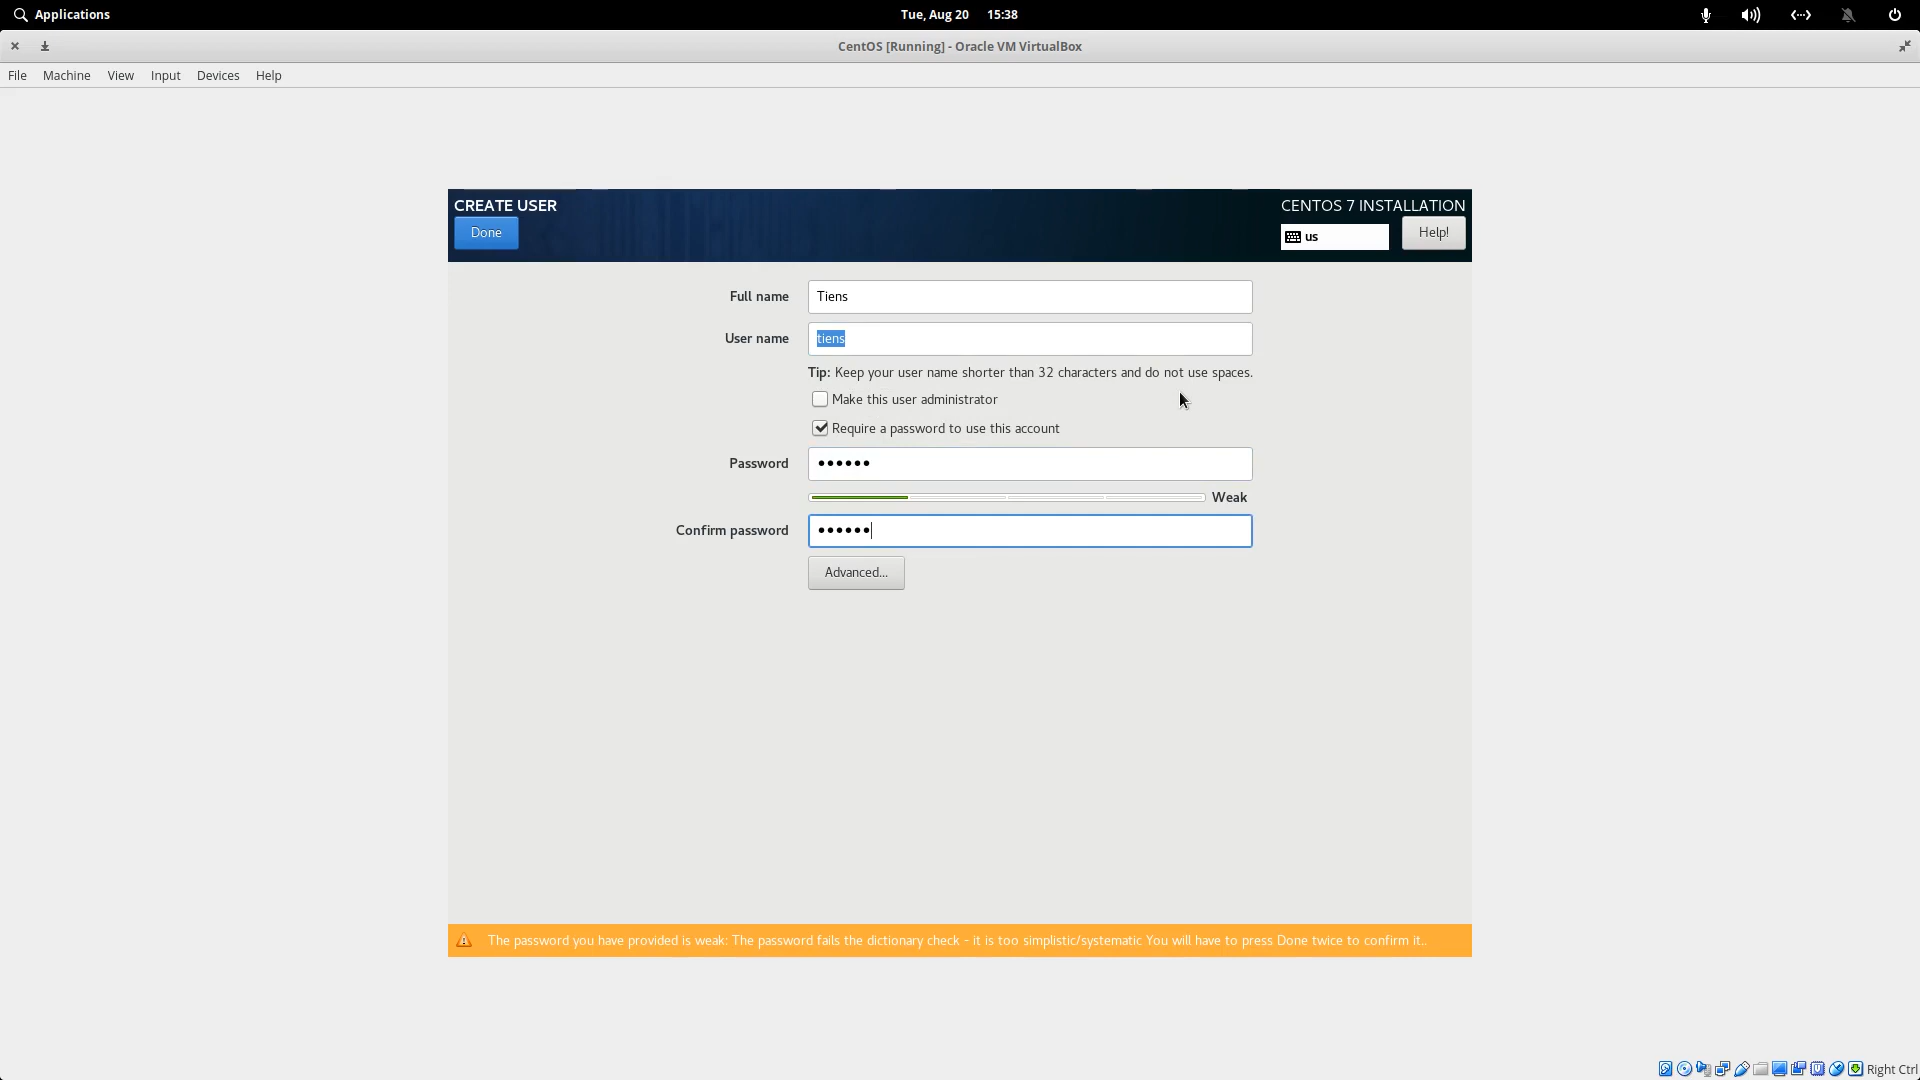 Applications
Tue, Aug 20 15:38
CentOS [Running] - Oracle VM VirtualBox
File Machine View Input Devices Help
CREATE USER
CENTOS 7 INSTALLATION
Done
us
Help!
Full name
Tiens
User name
tiens
Tip: Keep your user name shorter than 32 characters and do not use spaces.
Make this user administrator
Require a password to use this account
Password
••••••
Weak
Confirm password
••••••
Advanced...
The password you have provided is weak: The password fails the dictionary check - it is too simplistic/systematic You will have to press Done twice to confirm it..
Right Ctrl